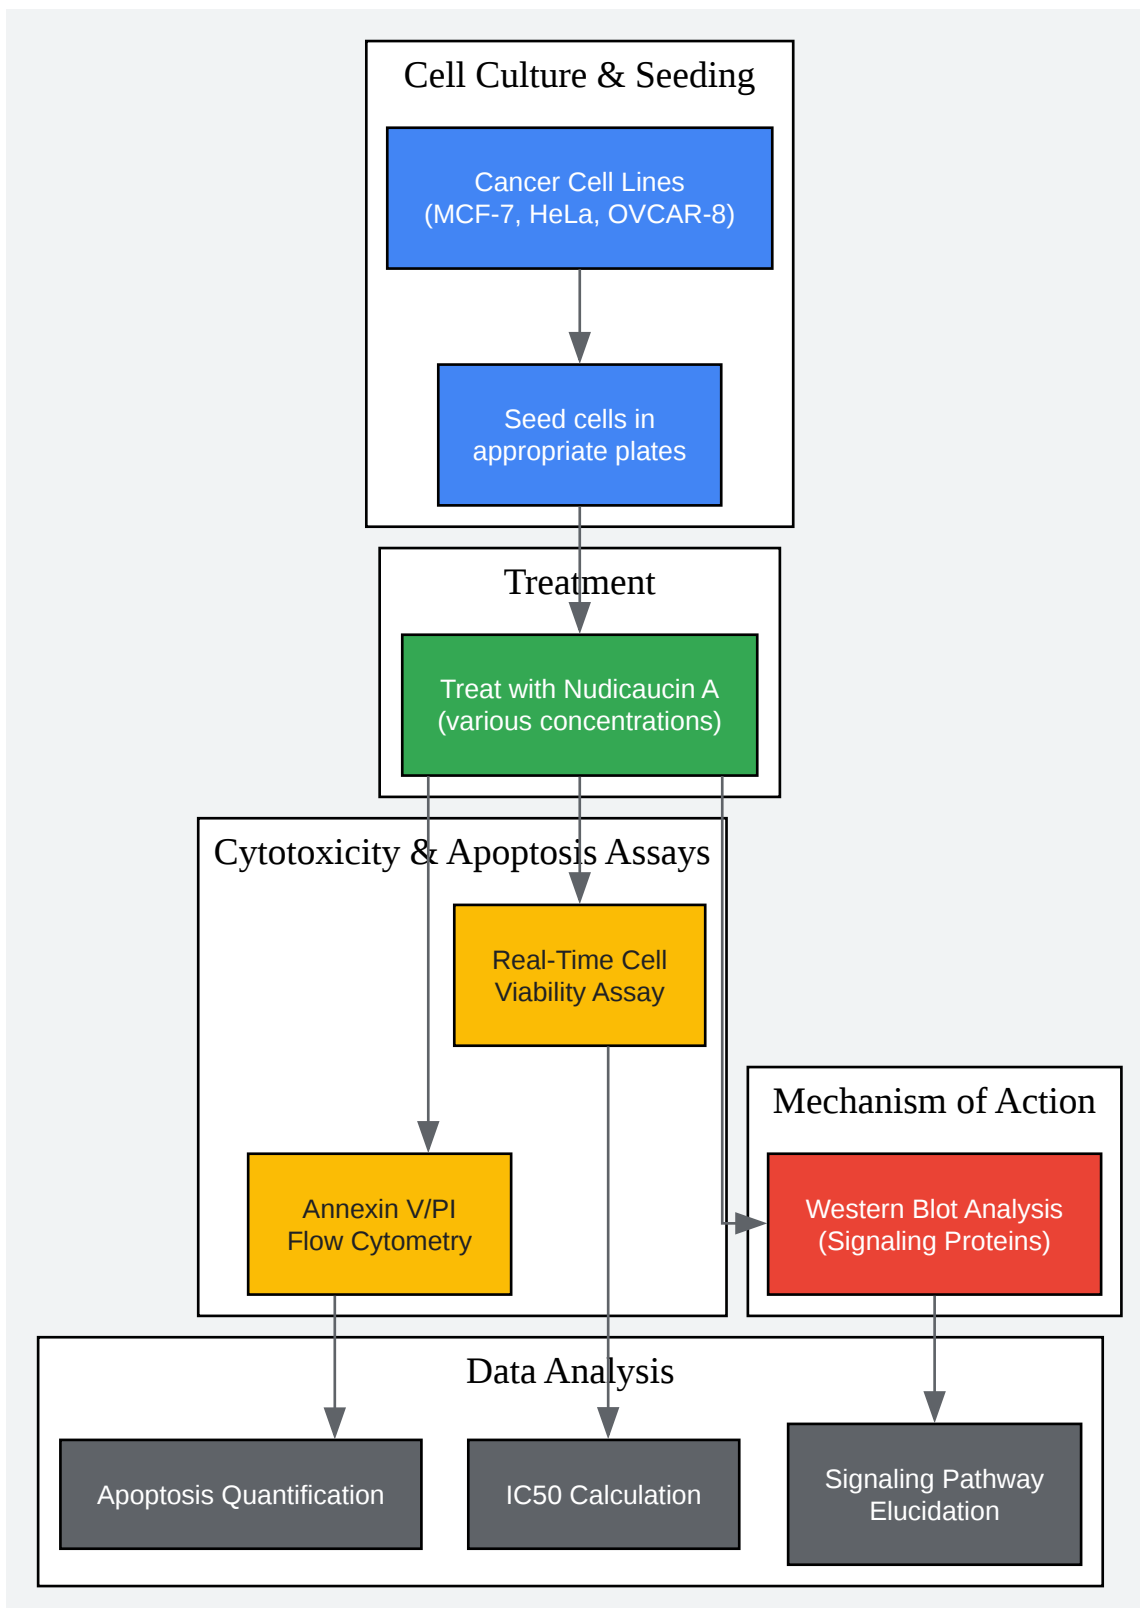 Cell Culture & Seeding
Cancer Cell Lines
(MCF-7, HeLa, OVCAR-8)
Seed cells in
appropriate plates
Treatment
Treat with Nudicaucin A
(various concentrations)
Cytotoxicity & Apoptosis Assays
Real-Time Cell
Viability Assay
Annexin V/PI
Flow Cytometry
Mechanism of Action
Western Blot Analysis
(Signaling Proteins)
Data Analysis
Apoptosis Quantification
IC50 Calculation
Signaling Pathway
Elucidation